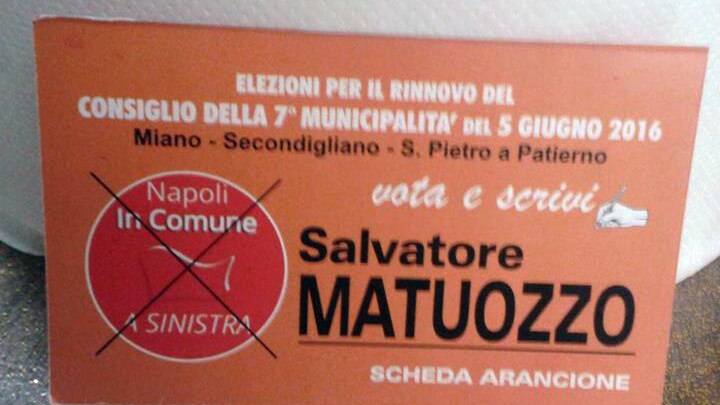 ELEZIONI PER IL RINNOVO DEL
CONSIGLIO DELLA 7ª MUNICIPALITA' DEL 5 GIUGNO 2016
Miano - Secondigliano - S. Pietro a Patierno
Napoli
In Comune
A SINISTRA
vota e scrivi
Salvatore
MATUOZZO
SCHEDA ARANCIONE